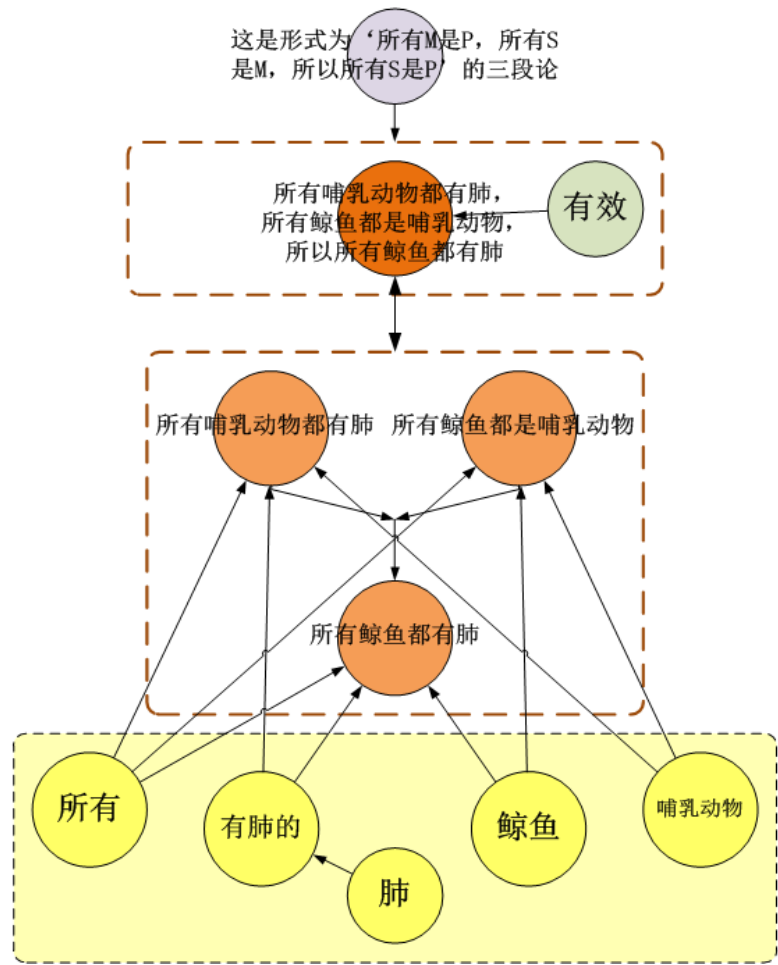 这是形式为‘所有M是P，所有S
是M，所以所有S是P’的三段论
所有哺乳动物都有肺，
所有鲸鱼都是哺乳动物，
所以所有鲸鱼都有肺
有效
所有哺乳动物都有肺
所有鲸鱼都是哺乳动物
所有鲸鱼都有肺
所有
有肺的
鲸鱼
哺乳动物
肺